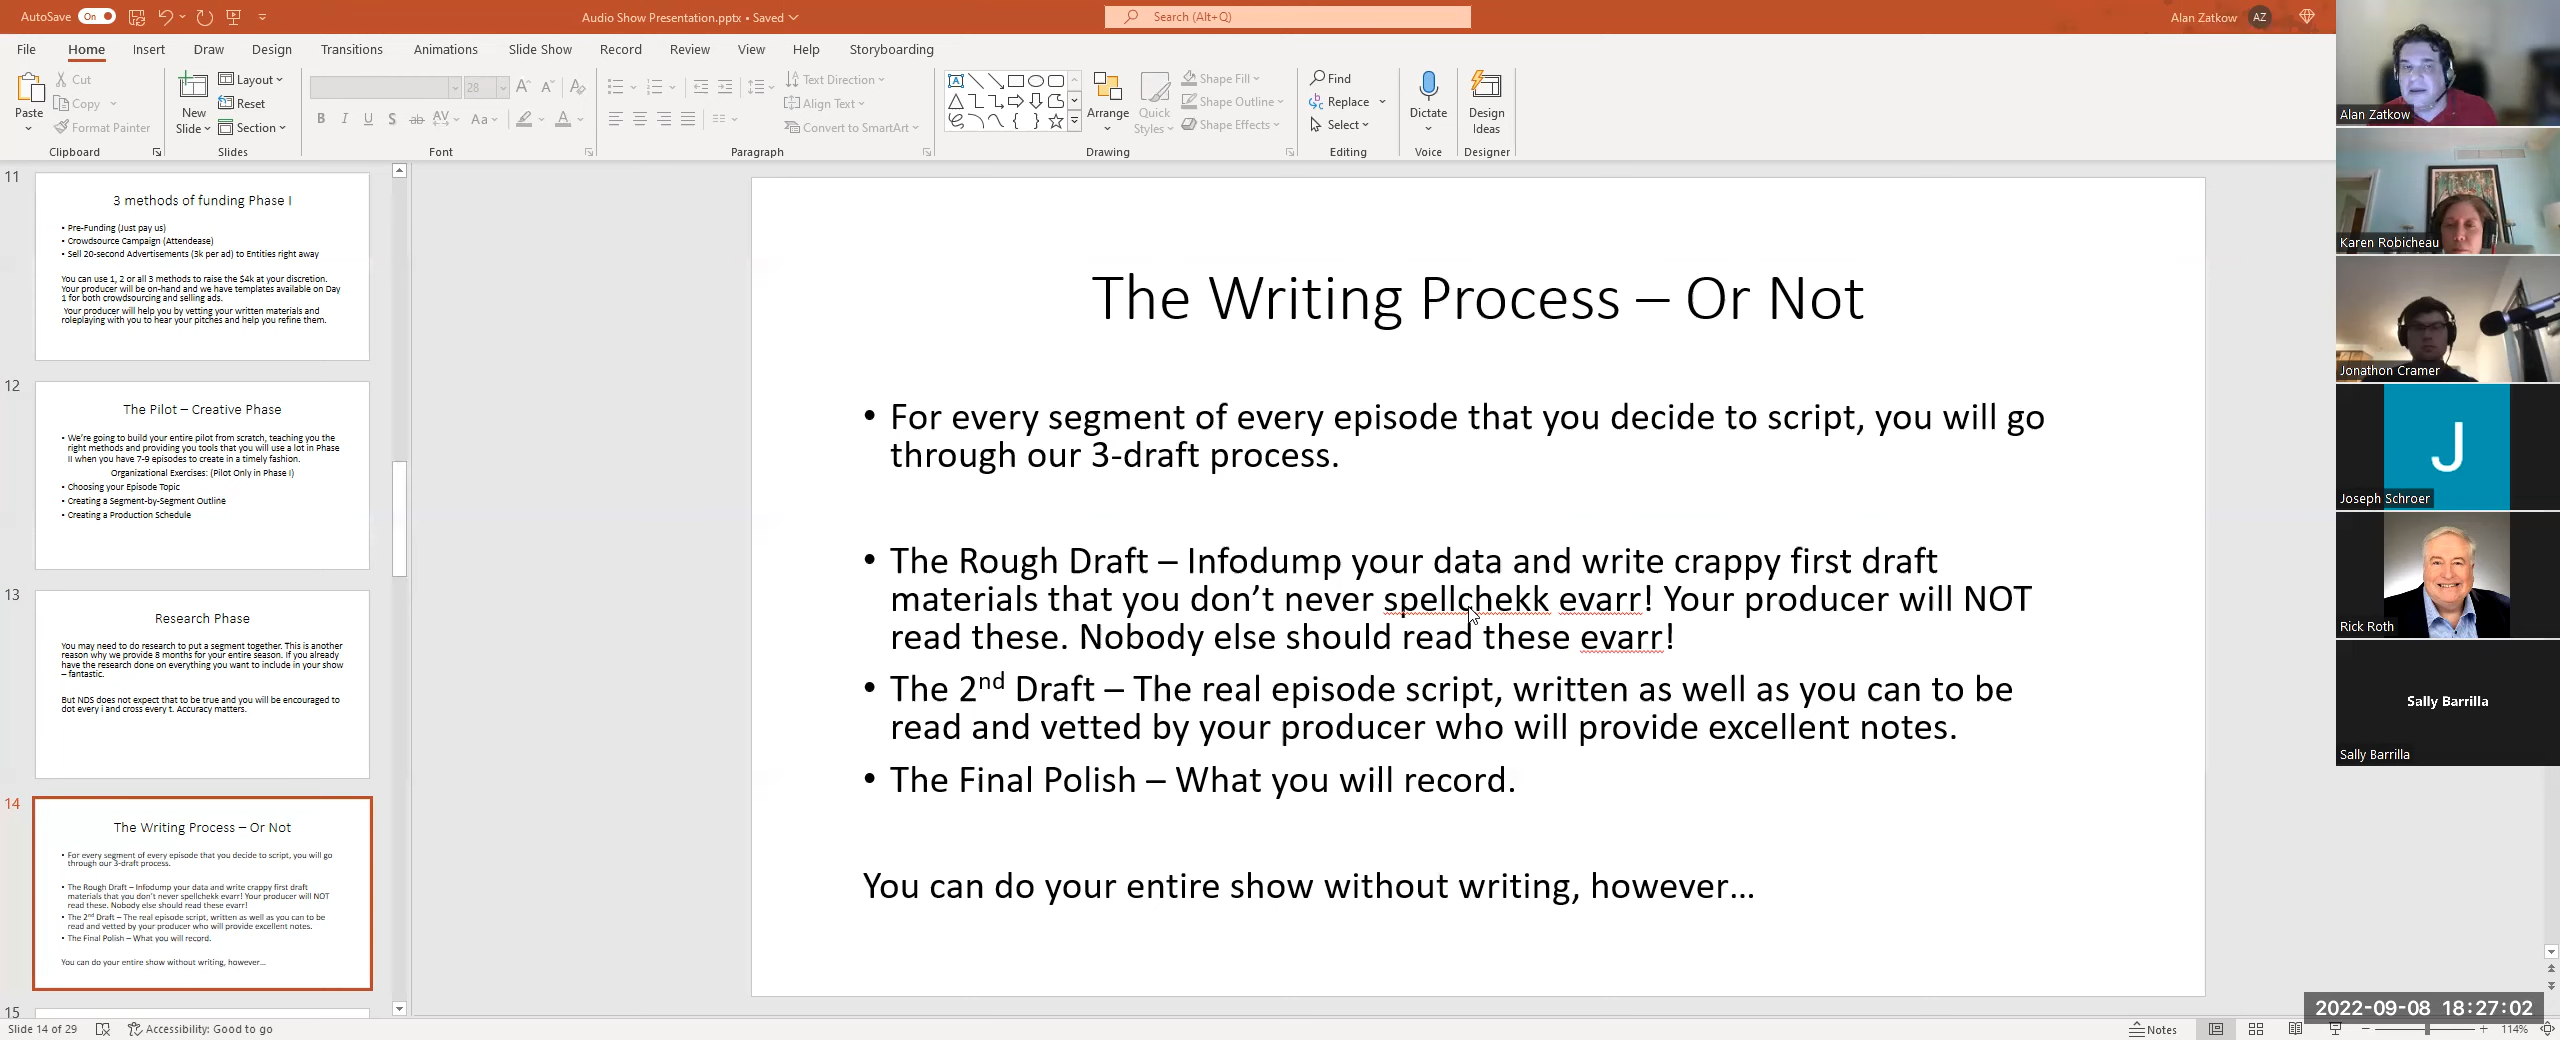 AutoSave On
Audio Show Presentation.pptx • Saved
Search (Alt+Q)
Alan Zatkow AZ
File Home Insert Draw Design Transitions Animations Slide Show Record Review View Help Storyboarding
Paste
Cut
Copy
Format Painter
Clipboard
New Slide
Layout
Reset
Section
Slides
28
B I U S ab AV Aa A
Font
Text Direction
Align Text
Convert to SmartArt
Paragraph
Arrange
Quick Styles
Shape Fill
Shape Outline
Shape Effects
Drawing
Find
Replace
Select
Editing
Dictate
Voice
Design Ideas
Designer
11
3 methods of funding Phase I
• Pre-Funding (Just pay us)
• Crowdsource Campaign (Attendease)
• Sell 20-second Advertisements (3k per ad) to Entities right away
You can use 1, 2 or all 3 methods to raise the $4k at your discretion.
Your producer will be on-hand and we have templates available on Day
1 for both crowdsourcing and selling ads.
Your producer will help you by vetting your written materials and
roleplaying with you to hear your pitches and help you refine them.
12
The Pilot – Creative Phase
• We're going to build your entire pilot from scratch, teaching you the
right methods and providing you tools that you will use a lot in Phase
II when you have 7-9 episodes to create in a timely fashion.
Organizational Exercises: (Pilot Only in Phase I)
• Choosing your Episode Topic
• Creating a Segment-by-Segment Outline
• Creating a Production Schedule
13
Research Phase
You may need to do research to put a segment together. This is another
reason why we provide 8 months for your entire season. If you already
have the research done on everything you want to include in your show
– fantastic.
But NDS does not expect that to be true and you will be encouraged to
dot every i and cross every t. Accuracy matters.
14
The Writing Process – Or Not
• For every segment of every episode that you decide to script, you will go
through our 3-draft process.
• The Rough Draft – Infodump your data and write crappy first draft
materials that you don't never spellchekk evarr! Your producer will NOT
read these. Nobody else should read these evarr!
• The 2nd Draft – The real episode script, written as well as you can to be
read and vetted by your producer who will provide excellent notes.
• The Final Polish – What you will record.
You can do your entire show without writing, however...
15
The Writing Process – Or Not
• For every segment of every episode that you decide to script, you will go
through our 3-draft process.
• The Rough Draft – Infodump your data and write crappy first draft
materials that you don't never spellchekk evarr! Your producer will NOT
read these. Nobody else should read these evarr!
• The 2nd Draft – The real episode script, written as well as you can to be
read and vetted by your producer who will provide excellent notes.
• The Final Polish – What you will record.
You can do your entire show without writing, however...
Alan Zatkow
Karen Robicheau
Jonathon Cramer
J
Joseph Schroer
Rick Roth
Sally Barrilla
Sally Barrilla
2022-09-08 18:27:02
Slide 14 of 29
Accessibility: Good to go
Notes
114%